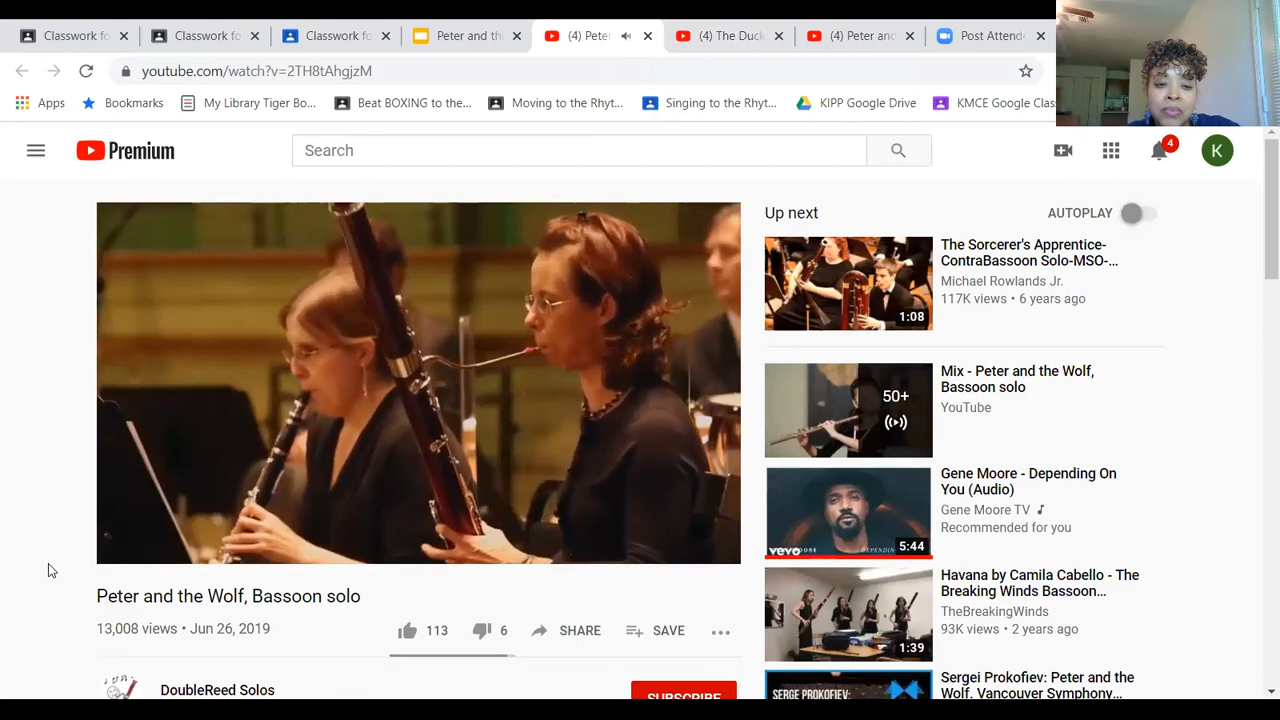 Classwork fo
Classwork for
Classwork for
Peter and th
(4) Peter
(4) The Duck
(4) Peter and
Post Attende
youtube.com/watch?v=2TH8tAhgjzM
Apps
Bookmarks
My Library Tiger Bo...
Beat BOXING to the...
Moving to the Rhyt...
Singing to the Rhyt...
KIPP Google Drive
KMCE Google Clas
Premium
Search
4
K
Up next
AUTOPLAY
The Sorcerer's Apprentice-
ContraBassoon Solo-MSO-...
Michael Rowlands Jr.
117K views • 6 years ago
1:08
Mix - Peter and the Wolf,
Bassoon solo
YouTube
50+
Gene Moore - Depending On
You (Audio)
Gene Moore TV
Recommended for you
vevo
5:44
Havana by Camila Cabello - The
Breaking Winds Bassoon...
TheBreakingWinds
93K views • 2 years ago
1:39
Sergei Prokofiev: Peter and the
Wolf, Vancouver Symphony...
SERGE PROKOFIEV:
Peter and the Wolf, Bassoon solo
13,008 views • Jun 26, 2019
113
6
SHARE
SAVE
DoubleReed Solos
SUBSCRIBE